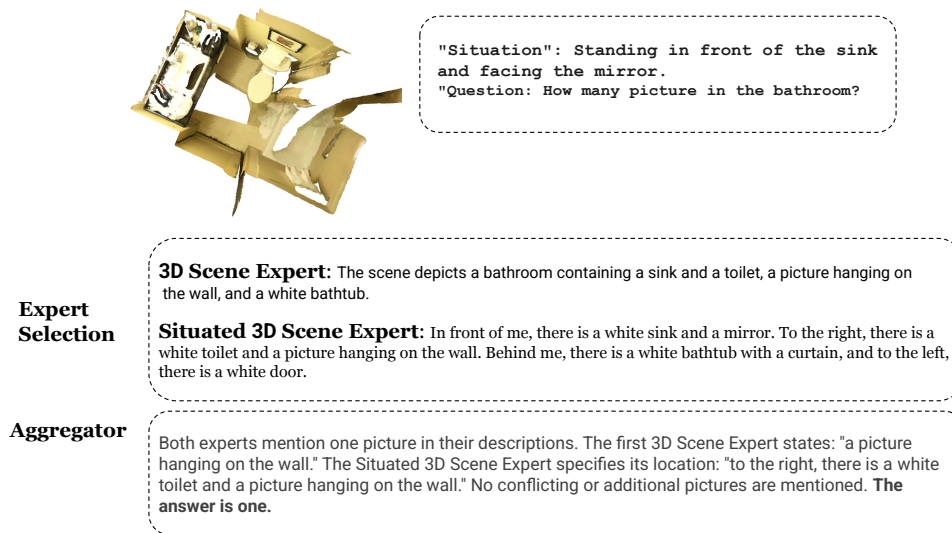 "Situation": Standing in front of the sink
and facing the mirror.
"Question: How many picture in the bathroom?
Expert
Selection
3D Scene Expert: The scene depicts a bathroom containing a sink and a toilet, a picture hanging on
the wall, and a white bathtub.
Situated 3D Scene Expert: In front of me, there is a white sink and a mirror. To the right, there is a
white toilet and a picture hanging on the wall. Behind me, there is a white bathtub with a curtain, and to the left,
there is a white door.
Aggregator
Both experts mention one picture in their descriptions. The first 3D Scene Expert states: "a picture
hanging on the wall." The Situated 3D Scene Expert specifies its location: "to the right, there is a white
toilet and a picture hanging on the wall." No conflicting or additional pictures are mentioned. The
answer is one.